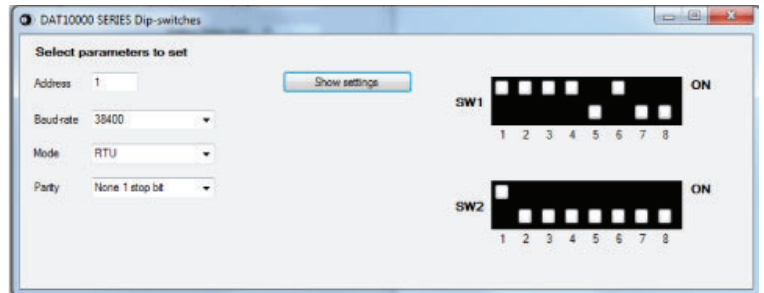 DAT10000 SERIES Dip-switches
Select parameters to set
Address 1
Show settings
Baud-rate 38400
Mode RTU
Parity None 1 stop bit
SW1 ON
1 2 3 4 5 6 7 8
SW2 ON
1 2 3 4 5 6 7 8